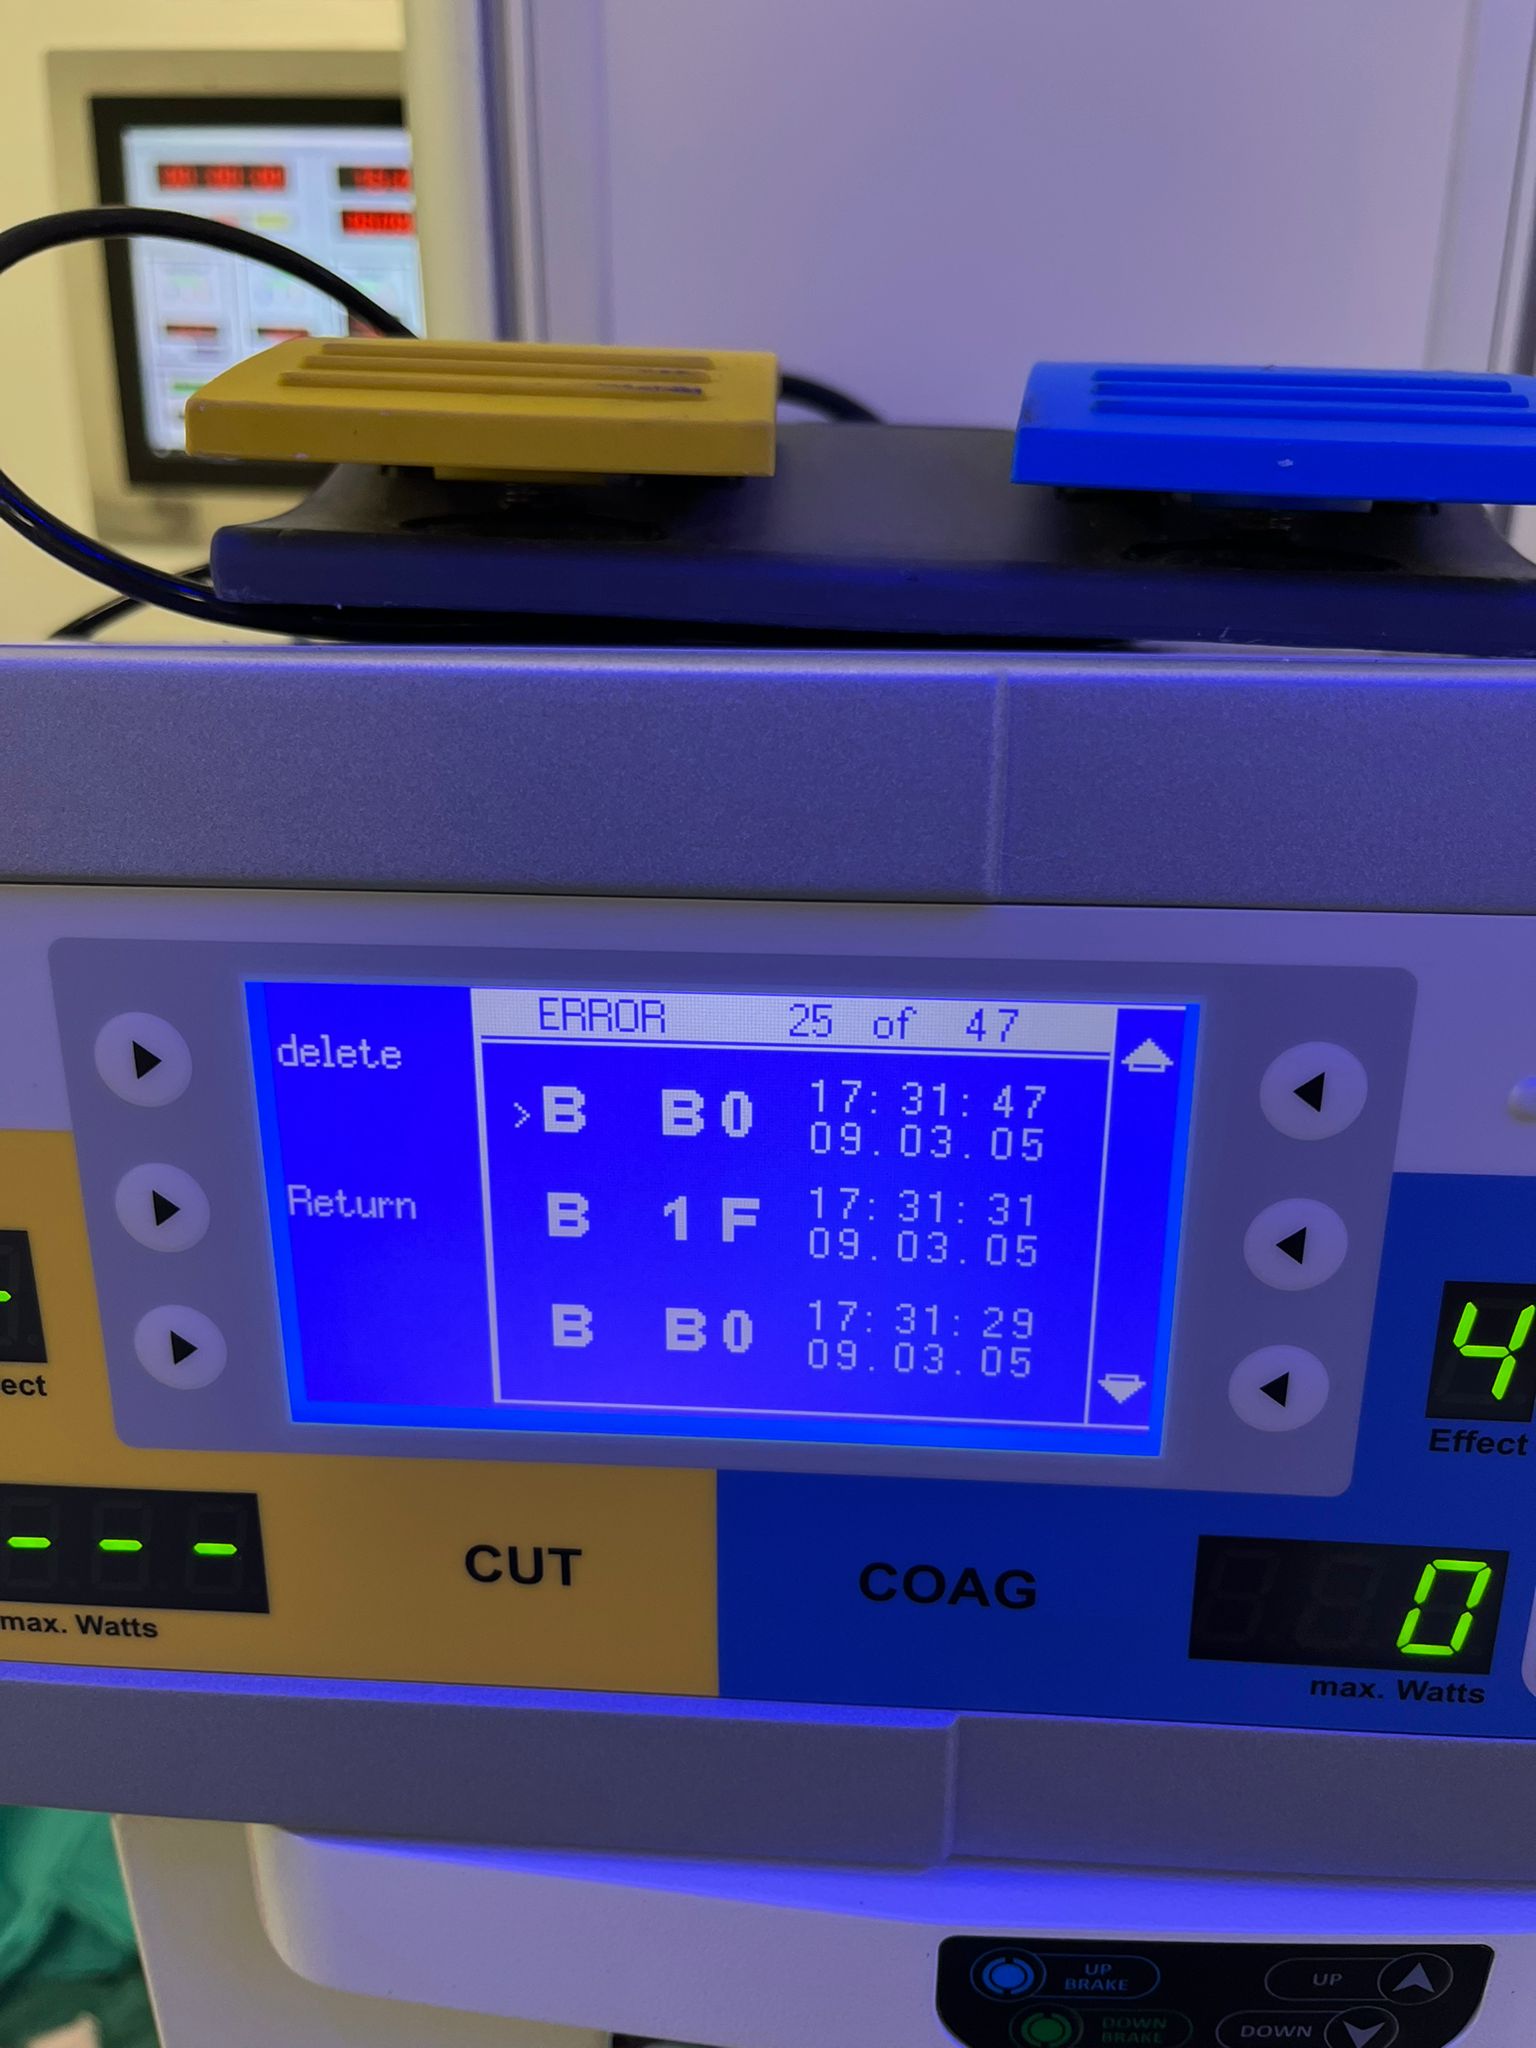 ERROR 25 of 47
delete
>B B0 17:31:47
09.03.05
Return
B 1F 17:31:31
09.03.05
B B0 17:31:29
09.03.05
ect
4
Effect
---
max. Watts
CUT
COAG
0
max. Watts
UP
BRAKE
UP
DOWN
BRAKE
DOWN